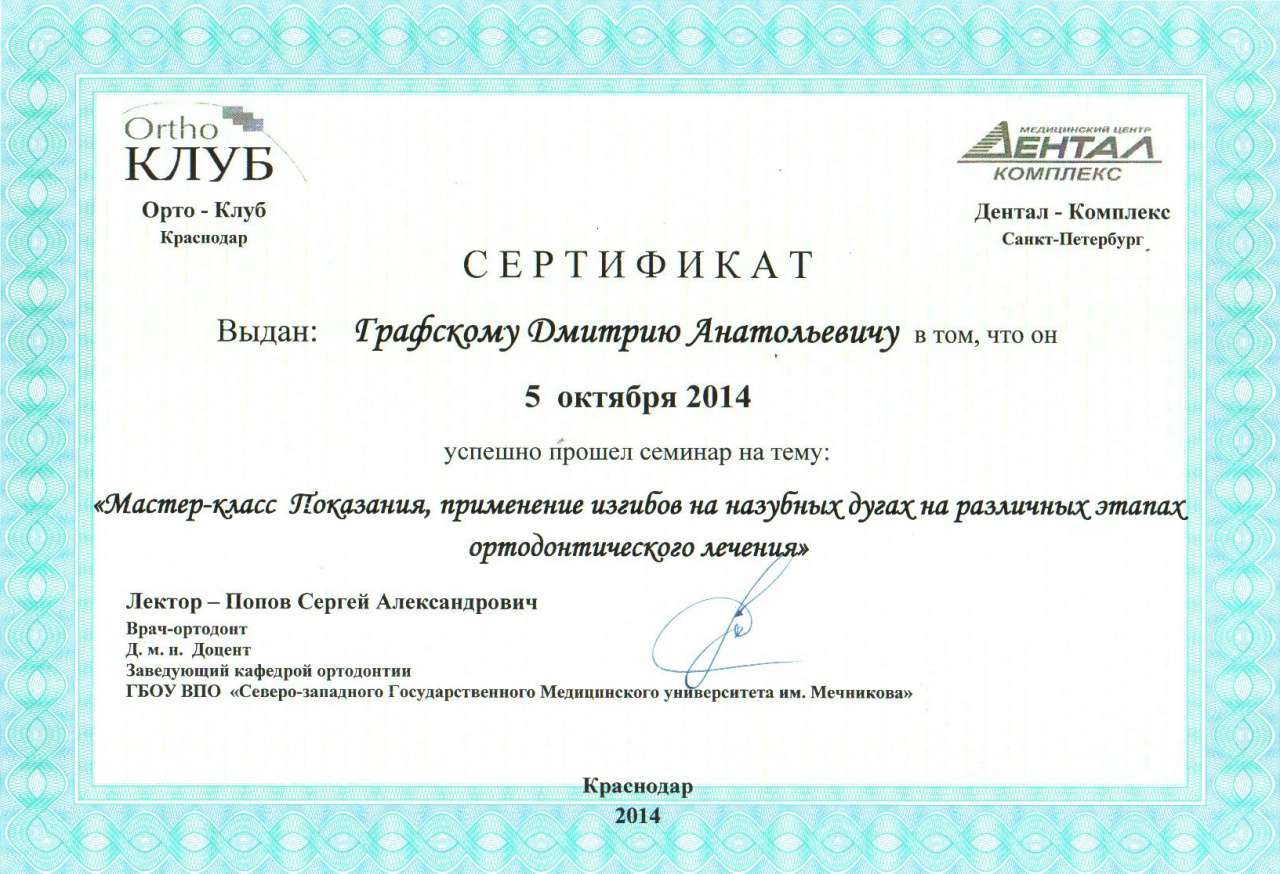 Ortho
КЛУБ
Орто - Клуб
Краснодар
МЕДИЦИНСКИЙ ЦЕНТР
ДЕНТАЛ
КОМПЛЕКС
Дентал - Комплекс
Санкт-Петербург
СЕРТИФИКАТ
Выдан: Графскому Дмитрию Анатольевичу в том, что он
5 октября 2014
успешно прошел семинар на тему:
«Мастер-класс Показания, применение изгибов на назубных дугах на различных этапах
ортодонтического лечения»
Лектор – Попов Сергей Александрович
Врач-ортодонт
Д. м. н. Доцент
Заведующий кафедрой ортодонтии
ГБОУ ВПО «Северо-западного Государственного Медицинского университета им. Мечникова»
Краснодар
2014